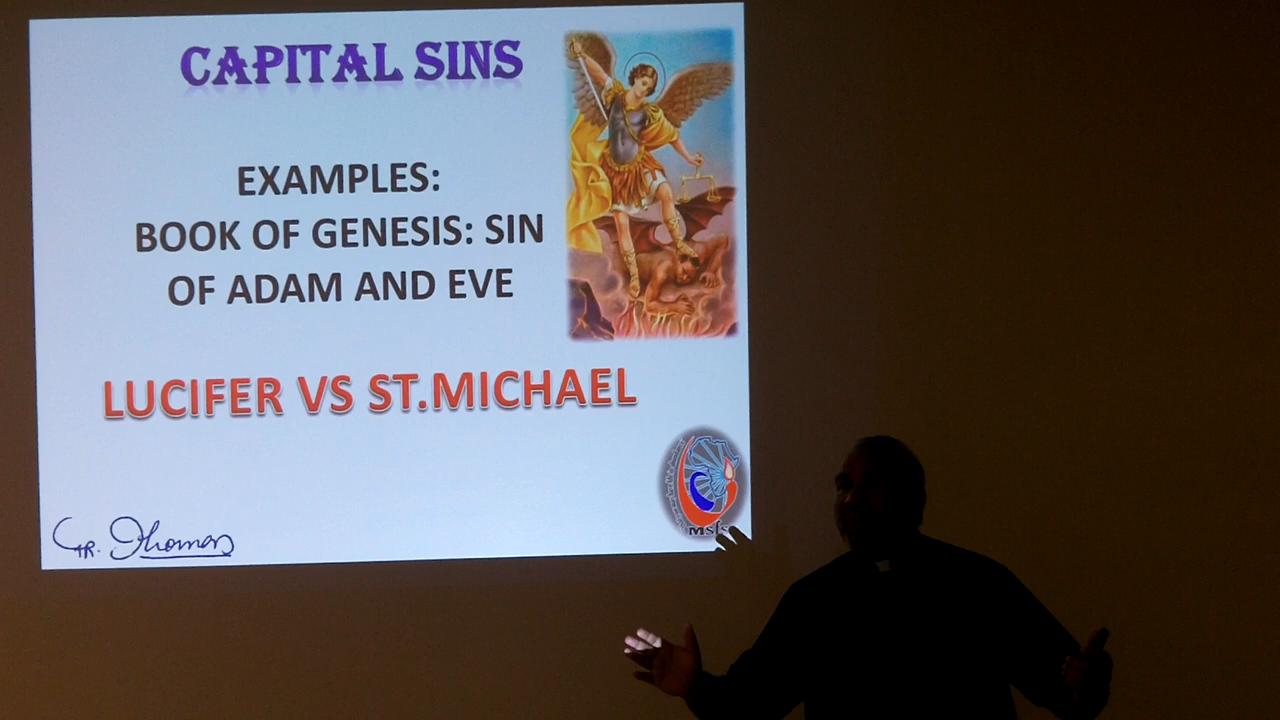 CAPITAL SINS
EXAMPLES:
BOOK OF GENESIS: SIN
OF ADAM AND EVE
LUCIFER VS ST.MICHAEL
FR. Thomas
MSFS